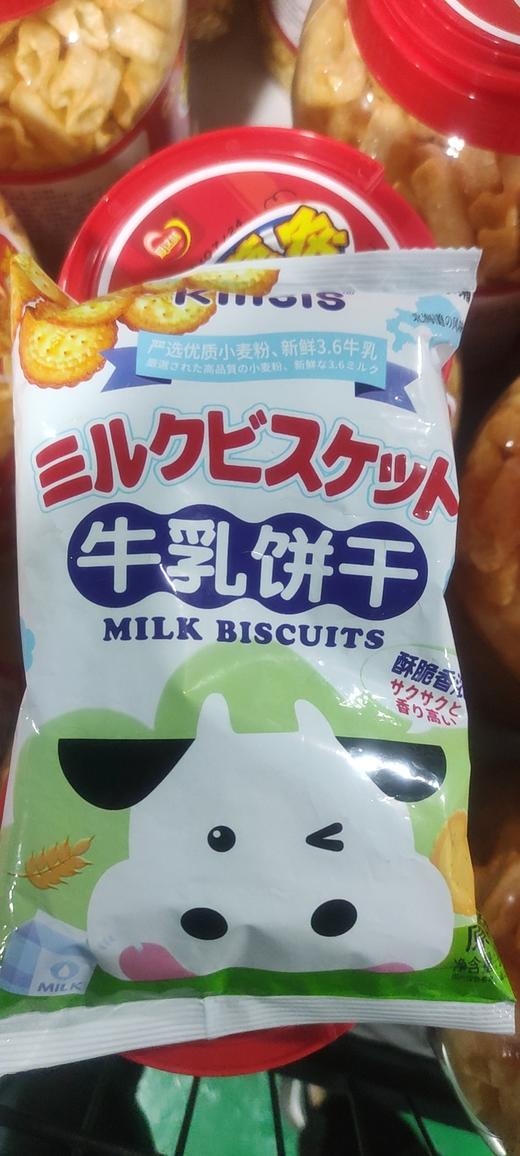 严选优质小麦粉、新鲜3.6牛乳
厳選された高品質の小麦粉、新鮮な3.6ミルク
ミルクビスケット
牛乳饼干
MILK BISCUITS
酥脆香
サクサクと
香り高い
MILK
净含